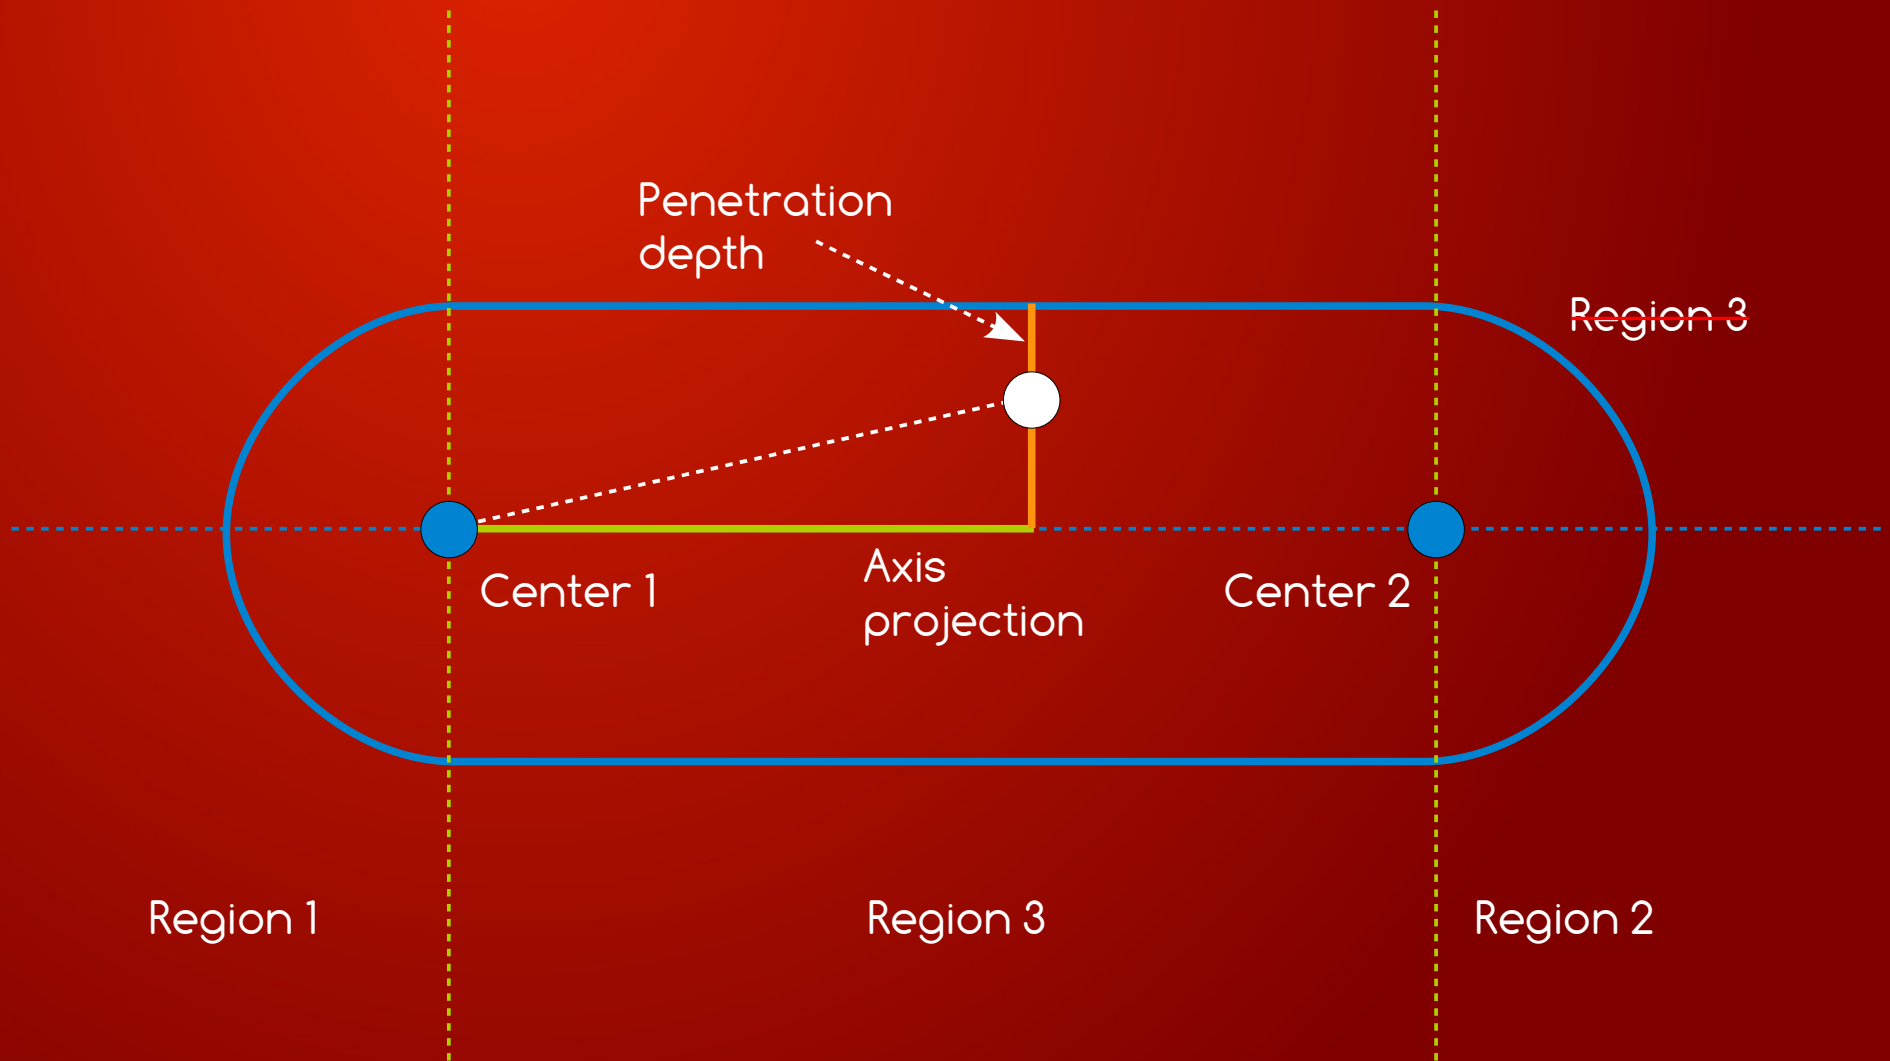 Penetration
depth
Region 3
Center 1
Axis
projection
Center 2
Region 1
Region 3
Region 2